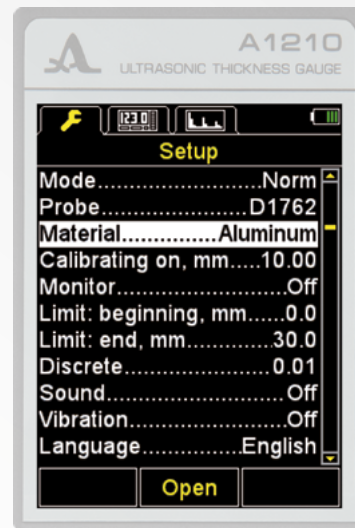 A1210
ULTRASONIC THICKNESS GAUGE
123.0
Setup
Mode..........................Norm
Probe........................D1762
Material...............Aluminum
Calibrating on, mm.....10.00
Monitor..........................Off
Limit: beginning, mm......0.0
Limit: end, mm..............30.0
Discrete........................0.01
Sound............................Off
Vibration........................Off
Language................English
Open